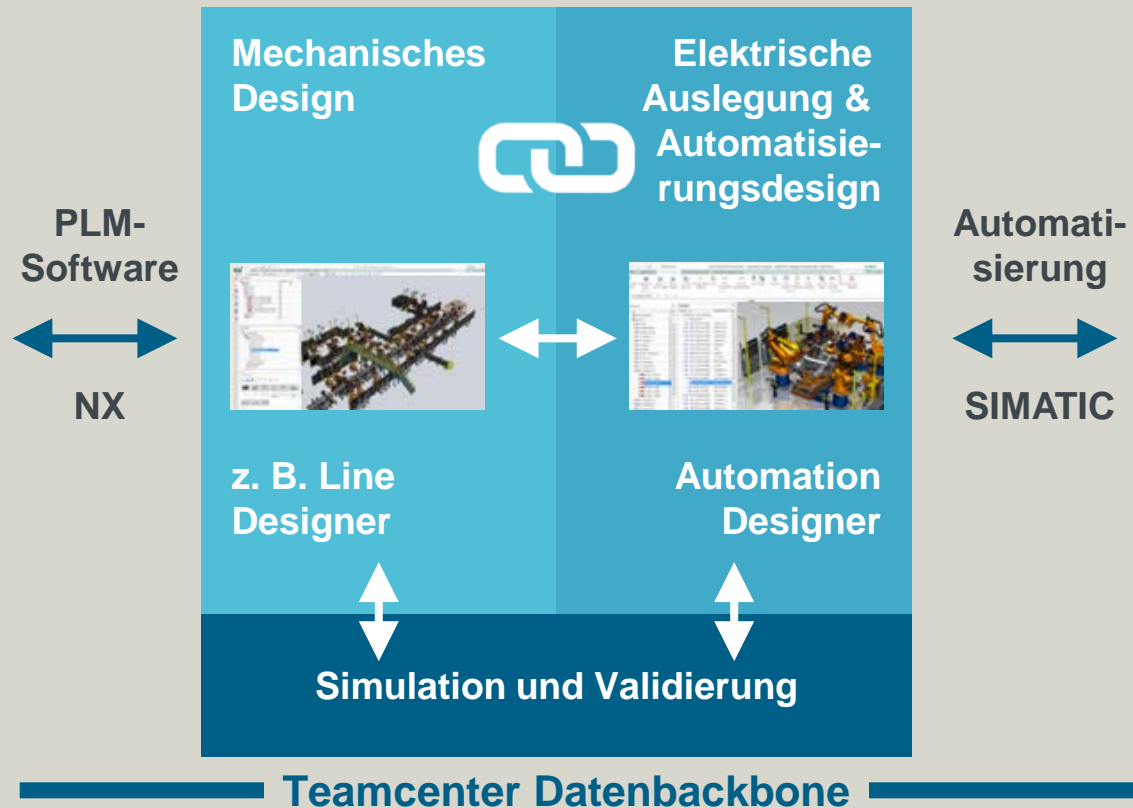 Mechanisches
Design
Elektrische
Auslegung &
Automatisie-
rungsdesign
PLM-
Software
NX
Automati-
sierung
SIMATIC
z. B. Line
Designer
Automation
Designer
Simulation und Validierung
Teamcenter Datenbackbone